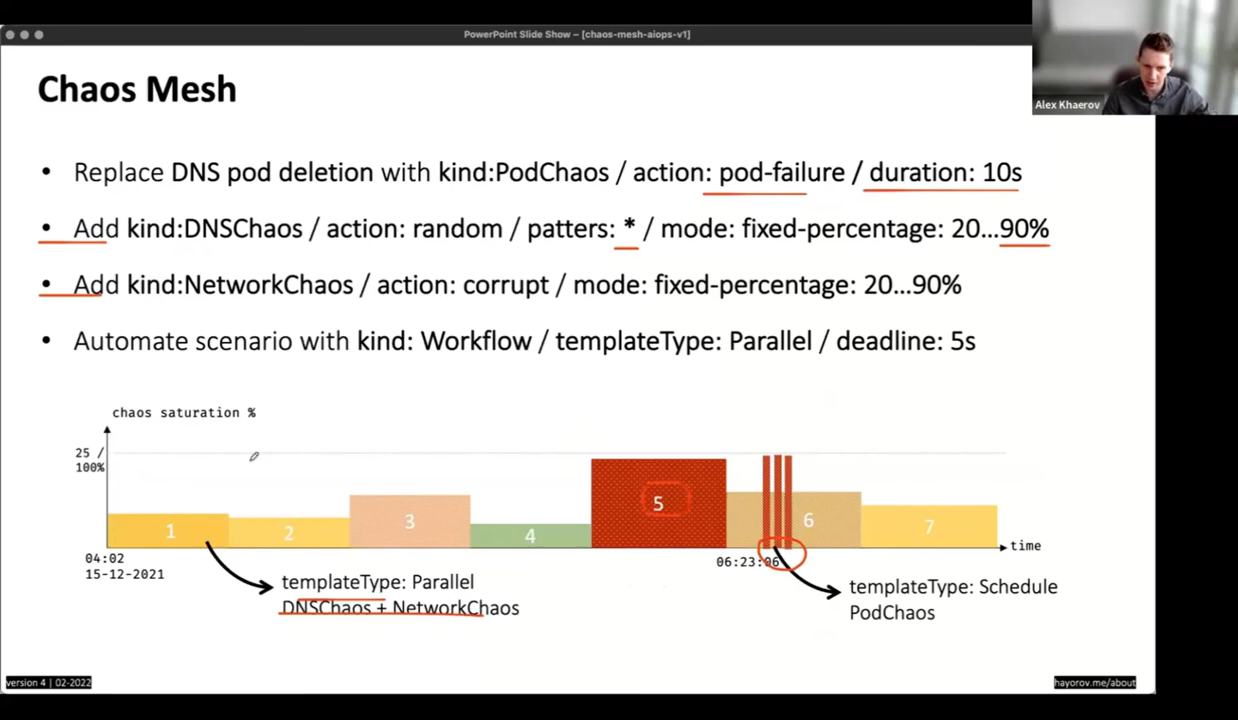 PowerPoint Slide Show – [chaos-mesh-aiops-v1]
Alex Khaerov
Chaos Mesh
• Replace DNS pod deletion with kind:PodChaos / action: pod-failure / duration: 10s
• Add kind:DNSChaos / action: random / patters: * / mode: fixed-percentage: 20...90%
• Add kind:NetworkChaos / action: corrupt / mode: fixed-percentage: 20...90%
• Automate scenario with kind: Workflow / templateType: Parallel / deadline: 5s
chaos saturation %
25 /
100%
1
2
3
4
5
6
7
time
04:02
15-12-2021
06:23:06
templateType: Parallel
DNSChaos + NetworkChaos
templateType: Schedule
PodChaos
version 4 | 02-2022
hayorov.me/about